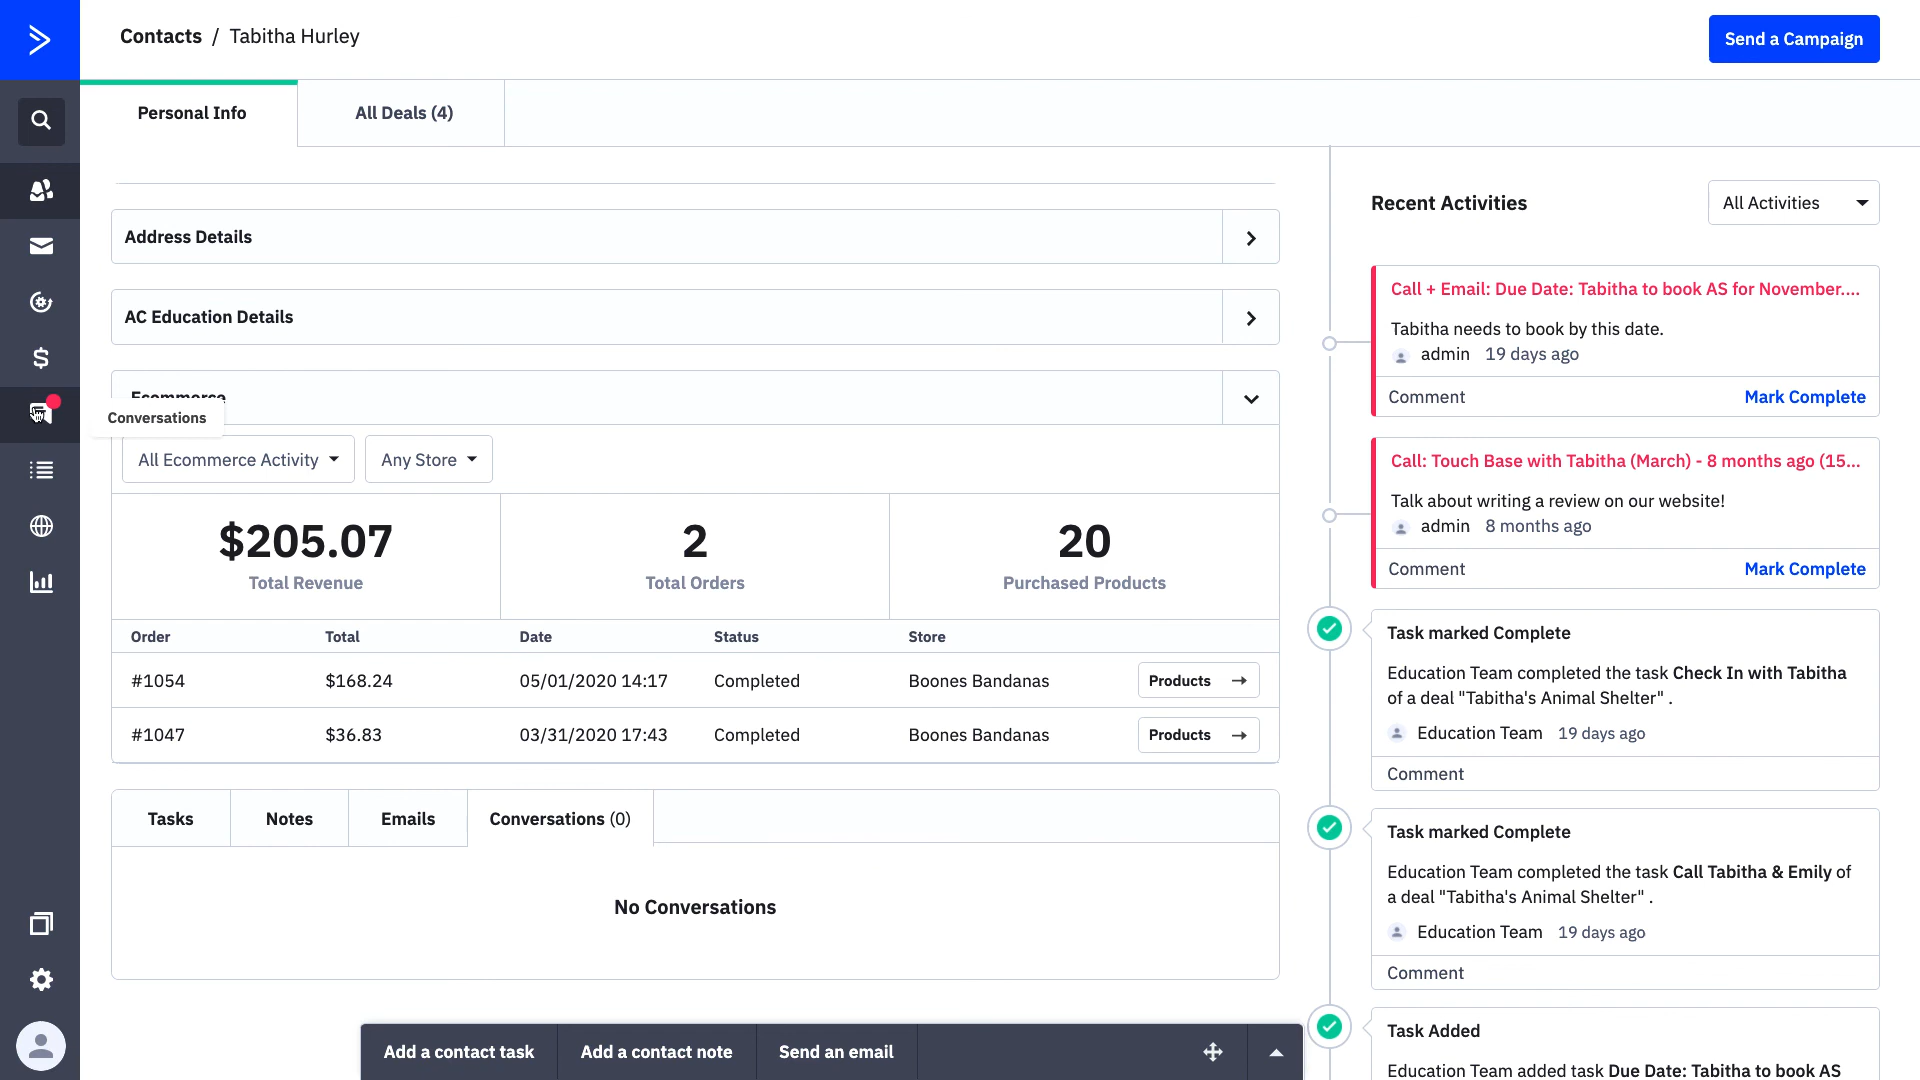 Contacts / Tabitha Hurley
Send a Campaign
Personal Info
All Deals (4)
Address Details
AC Education Details
Ecommerce
Conversations
All Ecommerce Activity
Any Store
$205.07
Total Revenue
2
Total Orders
20
Purchased Products
Order Total Date Status Store
#1054 $168.24 05/01/2020 14:17 Completed Boones Bandanas Products
#1047 $36.83 03/31/2020 17:43 Completed Boones Bandanas Products
Tasks
Notes
Emails
Conversations (0)
No Conversations
Add a contact task
Add a contact note
Send an email
Recent Activities
All Activities
Call + Email: Due Date: Tabitha to book AS for November....
Tabitha needs to book by this date.
admin 19 days ago
Comment
Mark Complete
Call: Touch Base with Tabitha (March) - 8 months ago (15...
Talk about writing a review on our website!
admin 8 months ago
Comment
Mark Complete
Task marked Complete
Education Team completed the task Check In with Tabitha
of a deal "Tabitha's Animal Shelter" .
Education Team 19 days ago
Comment
Task marked Complete
Education Team completed the task Call Tabitha & Emily of
a deal "Tabitha's Animal Shelter" .
Education Team 19 days ago
Comment
Task Added
Education Team added task Due Date: Tabitha to book AS